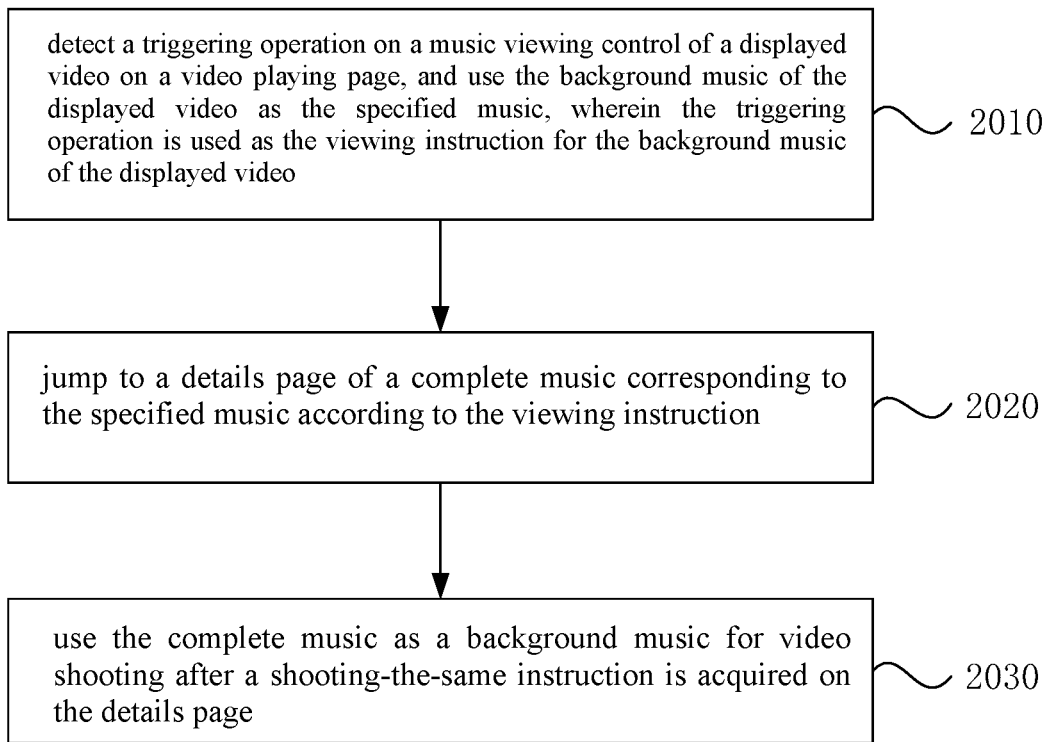 detect a triggering operation on a music viewing control of a displayed
video on a video playing page, and use the background music of the
displayed video as the specified music, wherein the triggering
operation is used as the viewing instruction for the background music
of the displayed video
2010
jump to a details page of a complete music corresponding to
the specified music according to the viewing instruction
2020
use the complete music as a background music for video
shooting after a shooting-the-same instruction is acquired on
the details page
2030